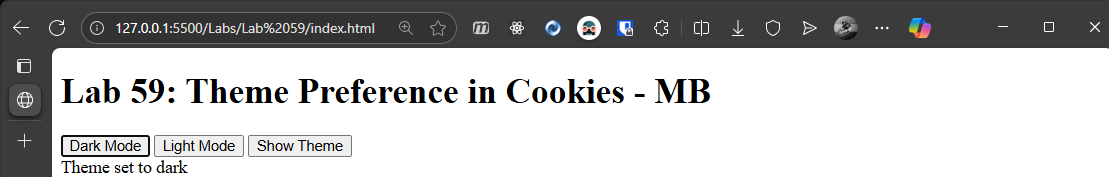 127.0.0.1:5500/Labs/Lab%2059/index.html
Lab 59: Theme Preference in Cookies - MB
Dark Mode Light Mode Show Theme
Theme set to dark